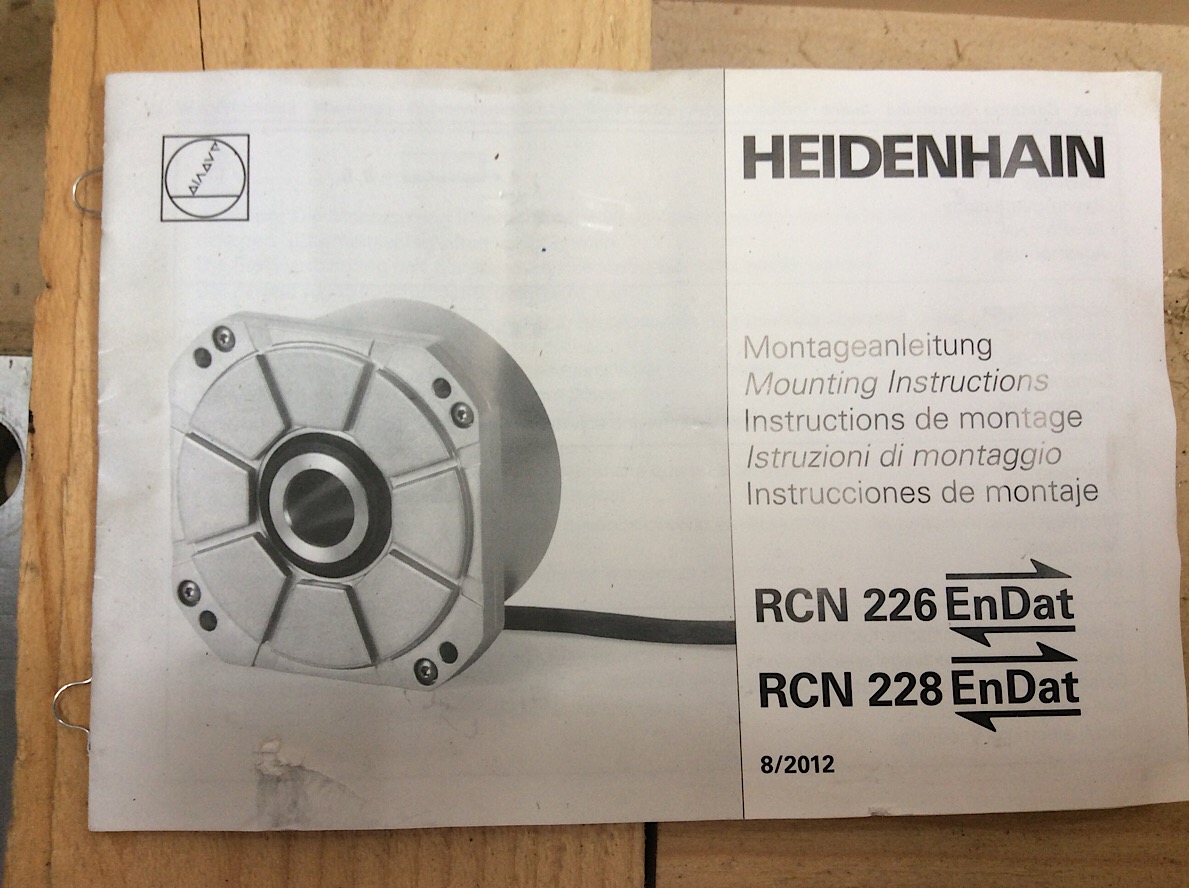 HEIDENHAIN
Montageanleitung
Mounting Instructions
Instructions de montage
Istruzioni di montaggio
Instrucciones de montaje
RCN 226 EnDat
RCN 228 EnDat
8/2012